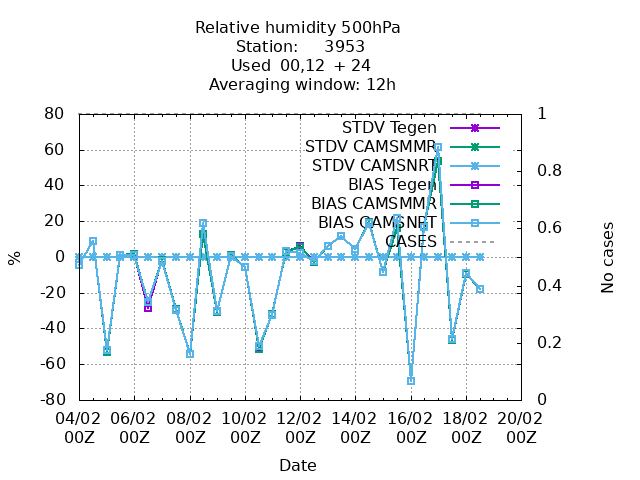 Relative humidity 500hPa
Station: 3953
Used 00,12 + 24
Averaging window: 12h
80 1
STDV Tegen
STDV CAMSMMR
60
STDV CAMSNRT
0.8
BIAS Tegen
40
BIAS CAMSMMR
20
BIAS CAMSNRT
0.6
CASES
0
%
No cases
-20 0.4
-40
0.2
-60
-80 0
04/02 06/02 08/02 10/02 12/02 14/02 16/02 18/02 20/02
00Z 00Z 00Z 00Z 00Z 00Z 00Z 00Z 00Z
Date